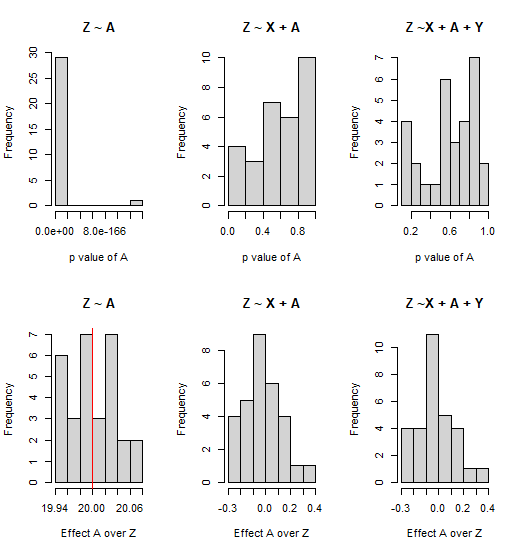 Z ~ A
Z ~ X + A
Z ~X + A + Y
Frequency
0 5 10 15 20 25 30
0.0e+00 8.0e-166
p value of A
Frequency
0 2 4 6 8 10
0.0 0.4 0.8
p value of A
Frequency
0 1 2 3 4 5 6 7
0.2 0.6 1.0
p value of A
Z ~ A
Z ~ X + A
Z ~X + A + Y
Frequency
0 1 2 3 4 5 6 7
19.94 20.00 20.06
Effect A over Z
Frequency
0 2 4 6 8
-0.3 0.0 0.4
Effect A over Z
Frequency
0 2 4 6 8 10
-0.3 0.0 0.4
Effect A over Z